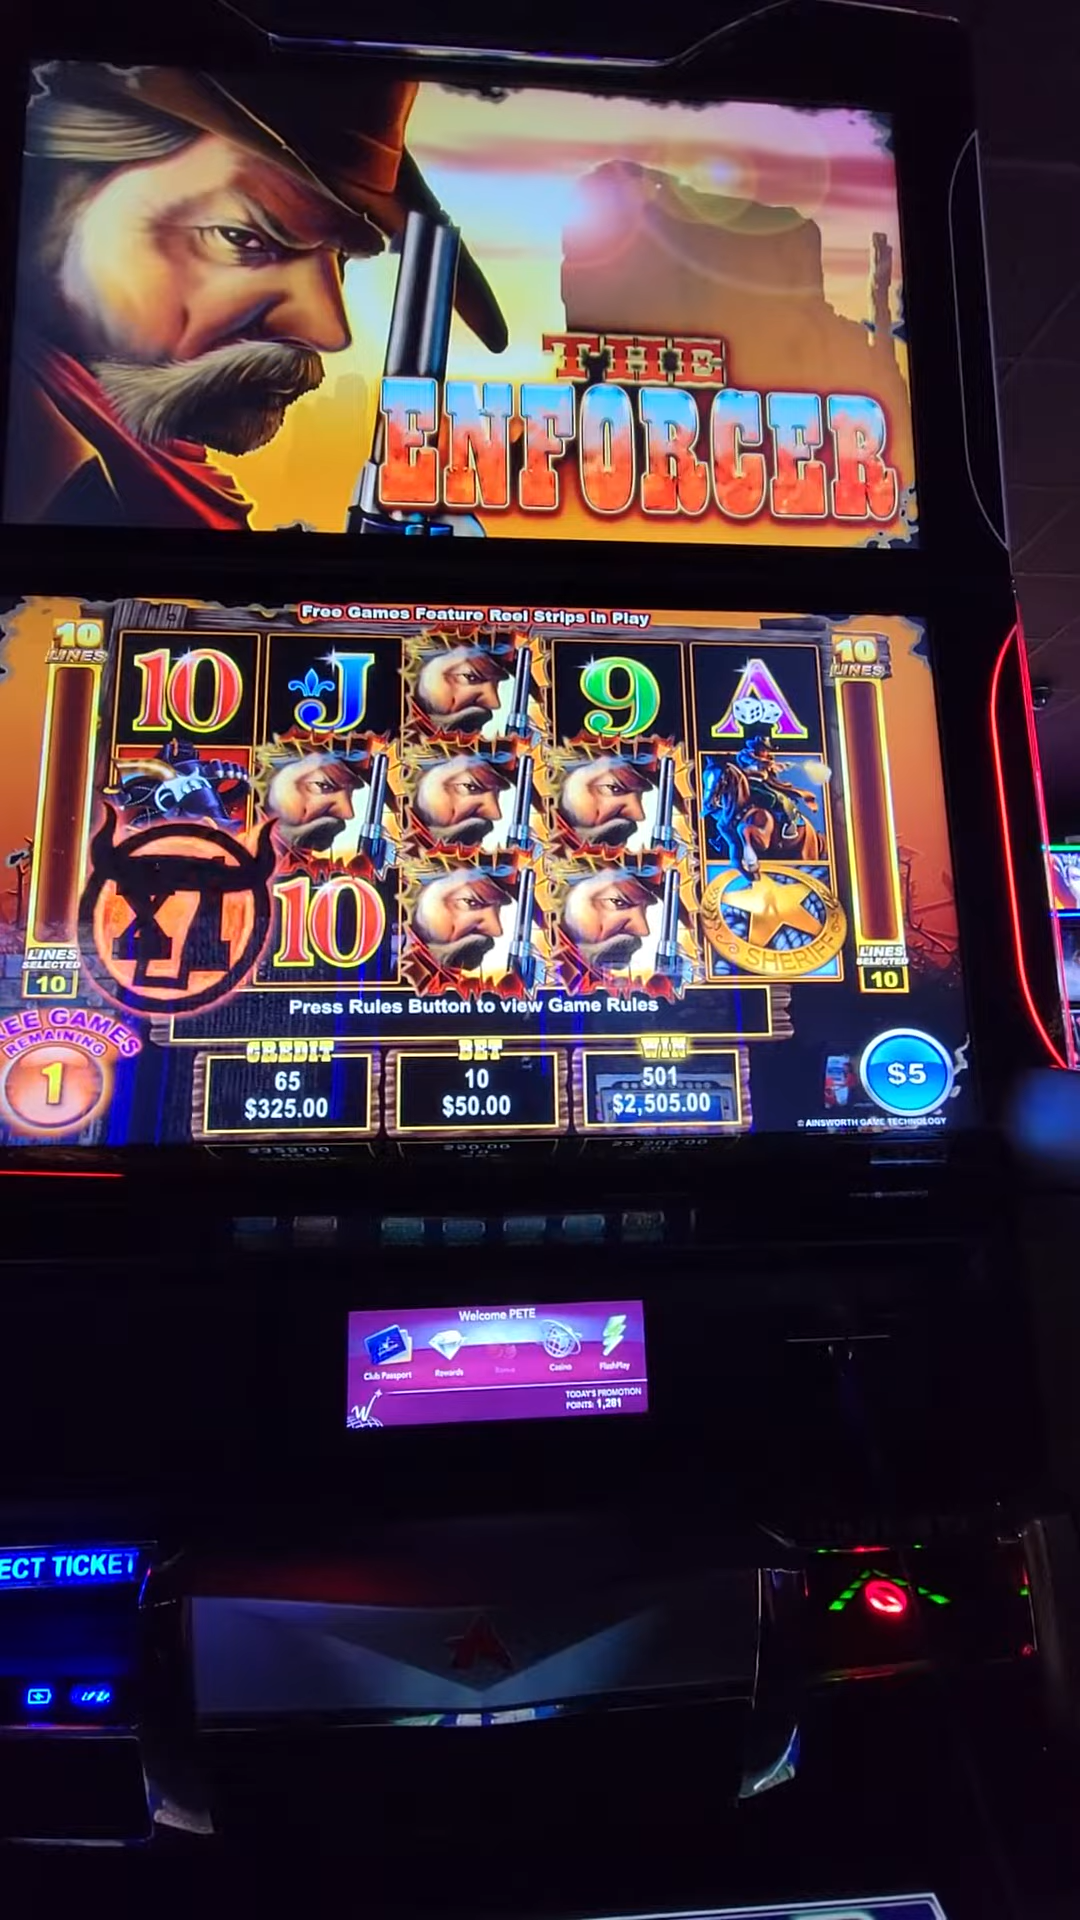 THE
ENFORCER
Free Games Feature Reel Strips in Play
10
LINES
10
LINES
10
J
9
A
10
SHERIFF
LINES
SELECTED
10
LINES
SELECTED
10
Press Rules Button to view Game Rules
EE GAMES
REMAINING
1
CREDIT
65
$325.00
BET
10
$50.00
WIN
501
$2,505.00
$5
© AINSWORTH GAME TECHNOLOGY
Welcome PETE
Club Passport
Rewards
Bonus
Casino
FlashPlay
TODAY'S PROMOTION
POINTS: 1,281
W
ECT TICKET